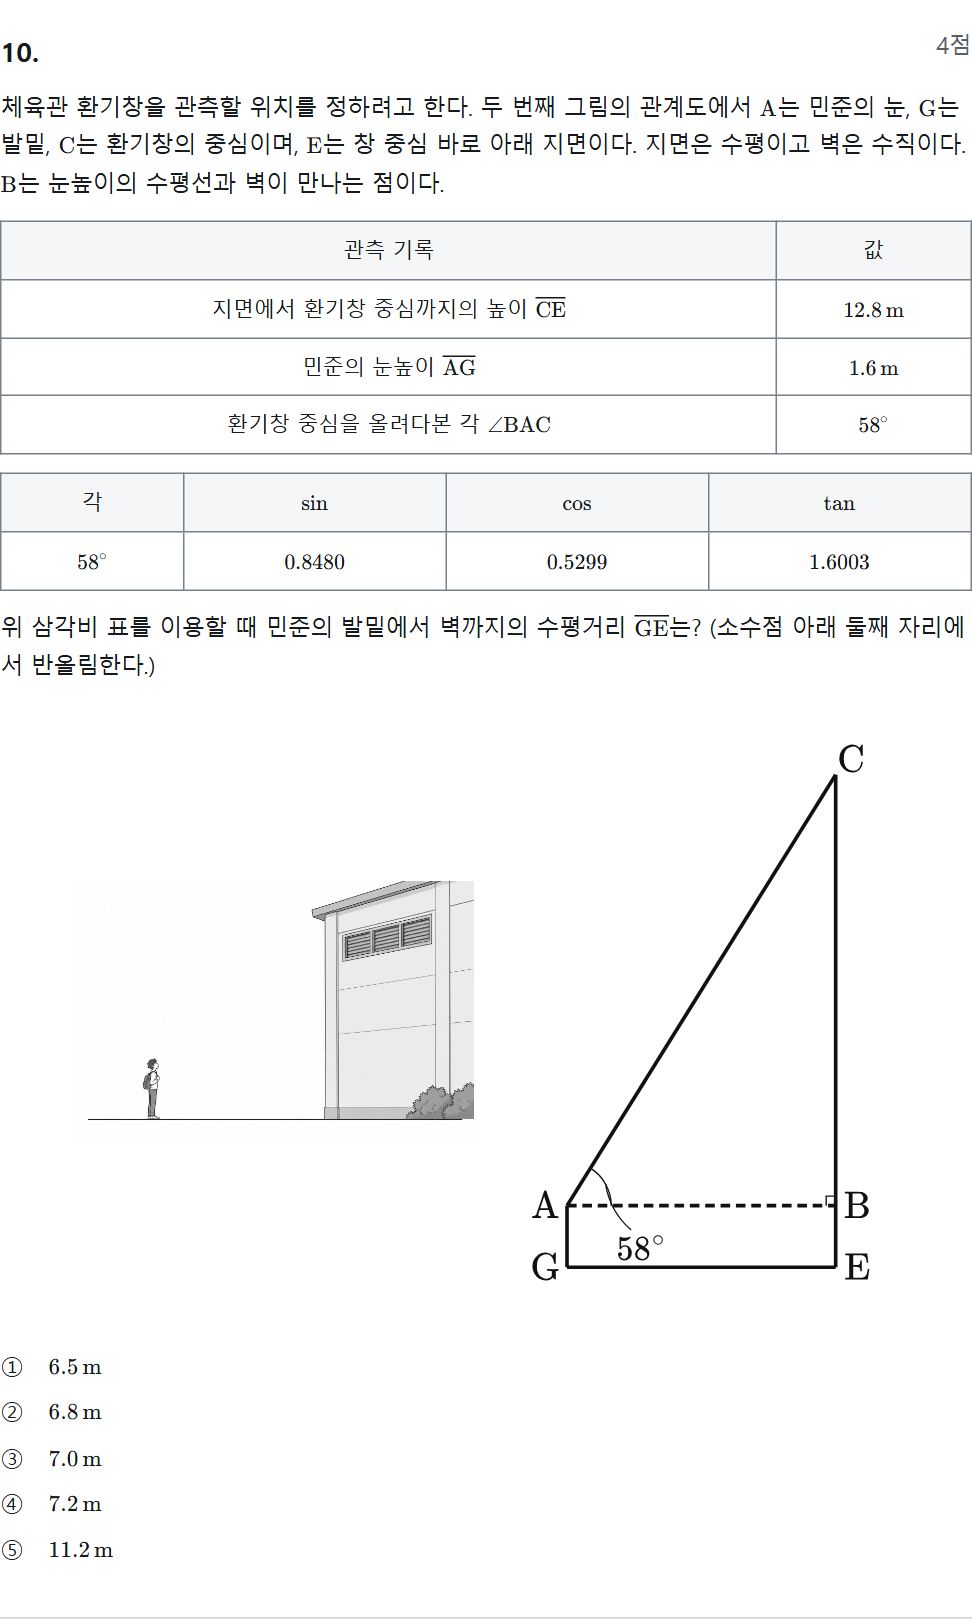 10.
4점
체육관 환기창을 관측할 위치를 정하려고 한다. 두 번째 그림의 관계도에서 A는 민준의 눈, G는
발밑, C는 환기창의 중심이며, E는 창 중심 바로 아래 지면이다. 지면은 수평이고 벽은 수직이다.
B는 눈높이의 수평선과 벽이 만나는 점이다.
관측 기록 값
지면에서 환기창 중심까지의 높이 C̅E̅ 12.8 m
민준의 눈높이 A̅G̅ 1.6 m
환기창 중심을 올려다본 각 ∠BAC 58°
각 sin cos tan
58° 0.8480 0.5299 1.6003
위 삼각비 표를 이용할 때 민준의 발밑에서 벽까지의 수평거리 G̅E̅는? (소수점 아래 둘째 자리에
서 반올림한다.)
C
A B
58°
G E
① 6.5 m
② 6.8 m
③ 7.0 m
④ 7.2 m
⑤ 11.2 m